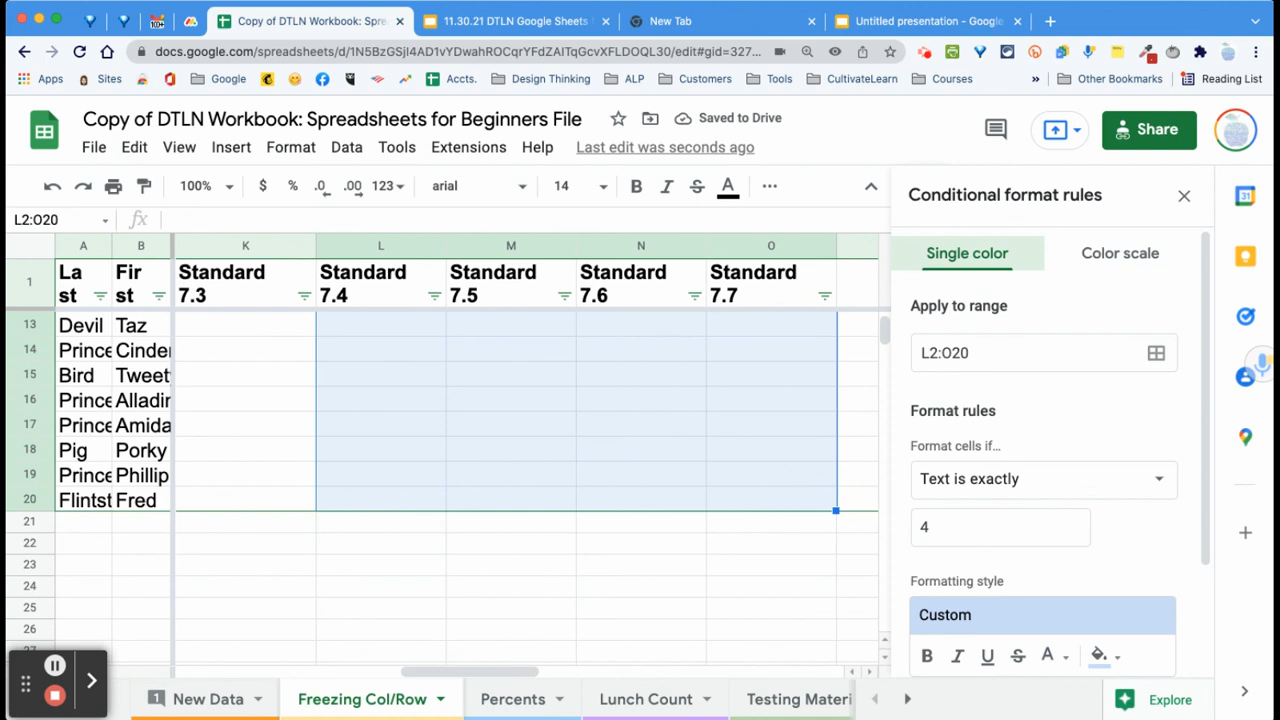 Copy of DTLN Workbook: Spre
11.30.21 DTLN Google Sheets
New Tab
Untitled presentation - Google
docs.google.com/spreadsheets/d/1N5BzGSjI4AD1vYDwahROCqrYFdZAITqGcvXFLDOQL30/edit#gid=327...
Apps
Sites
Google
Accts.
Design Thinking
ALP
Customers
Tools
CultivateLearn
Courses
»
Other Bookmarks
Reading List
Copy of DTLN Workbook: Spreadsheets for Beginners File
Saved to Drive
Share
File Edit View Insert Format Data Tools Extensions Help Last edit was seconds ago
100% $ % .0 .00 123 arial 14 B I S A
L2:O20 fx
A B K L M N O
1 La st Fir st Standard 7.3 Standard 7.4 Standard 7.5 Standard 7.6 Standard 7.7
13 Devil Taz
14 Prince Cinder
15 Bird Tweet
16 Prince Alladin
17 Prince Amida
18 Pig Porky
19 Prince Phillip
20 Flintst Fred
21
22
23
24
25
26
27
Conditional format rules
Single color Color scale
Apply to range
L2:O20
Format rules
Format cells if…
Text is exactly
4
Formatting style
Custom
B I U S A
31
1 New Data Freezing Col/Row Percents Lunch Count Testing Materi
Explore